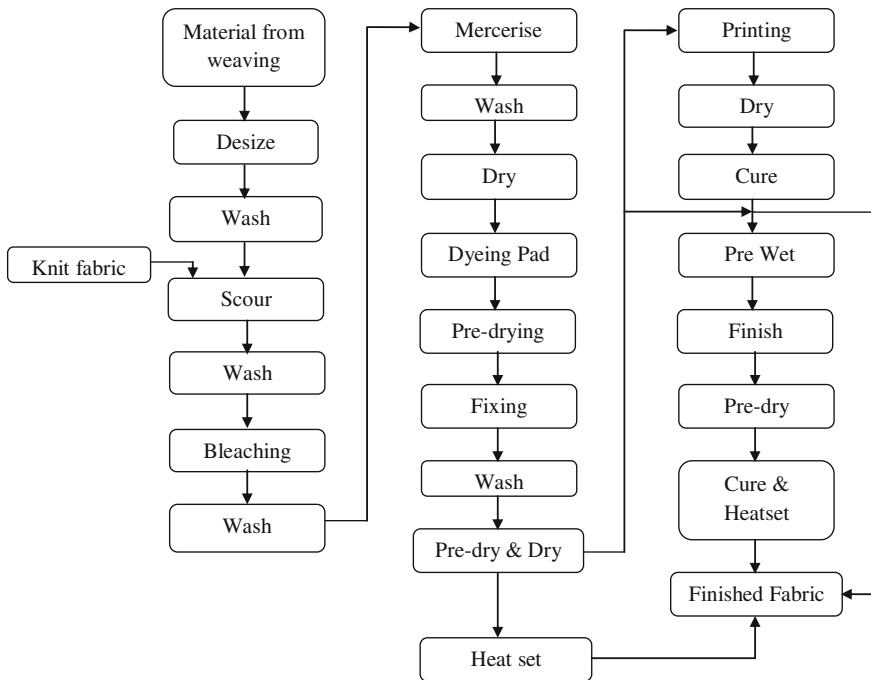 Material from
weaving
Desize
Wash
Knit fabric
Scour
Wash
Bleaching
Wash
Mercerise
Wash
Dry
Dyeing Pad
Pre-drying
Fixing
Wash
Pre-dry & Dry
Heat set
Printing
Dry
Cure
Pre Wet
Finish
Pre-dry
Cure &
Heatset
Finished Fabric